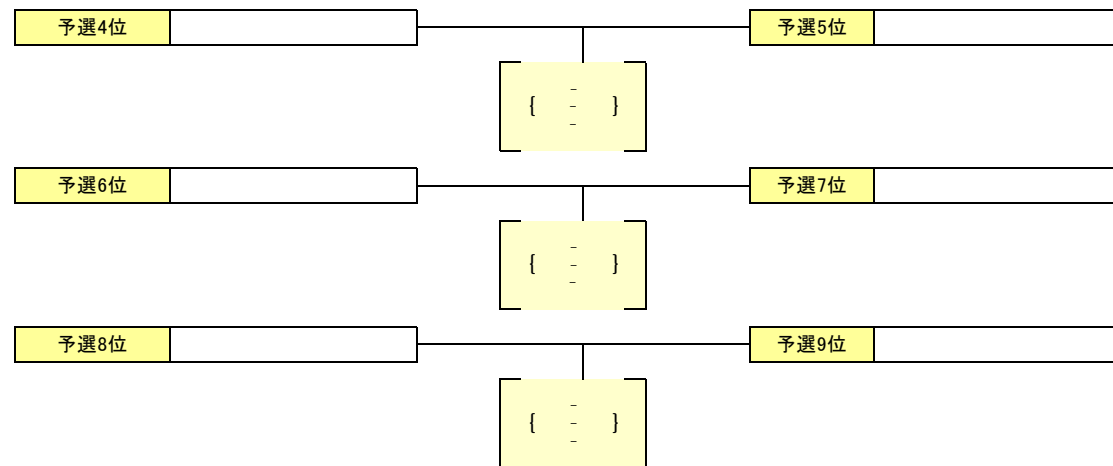 予選4位 予選5位
-
{ - }
-
予選6位 予選7位
-
{ - }
-
予選8位 予選9位
-
{ - }
-